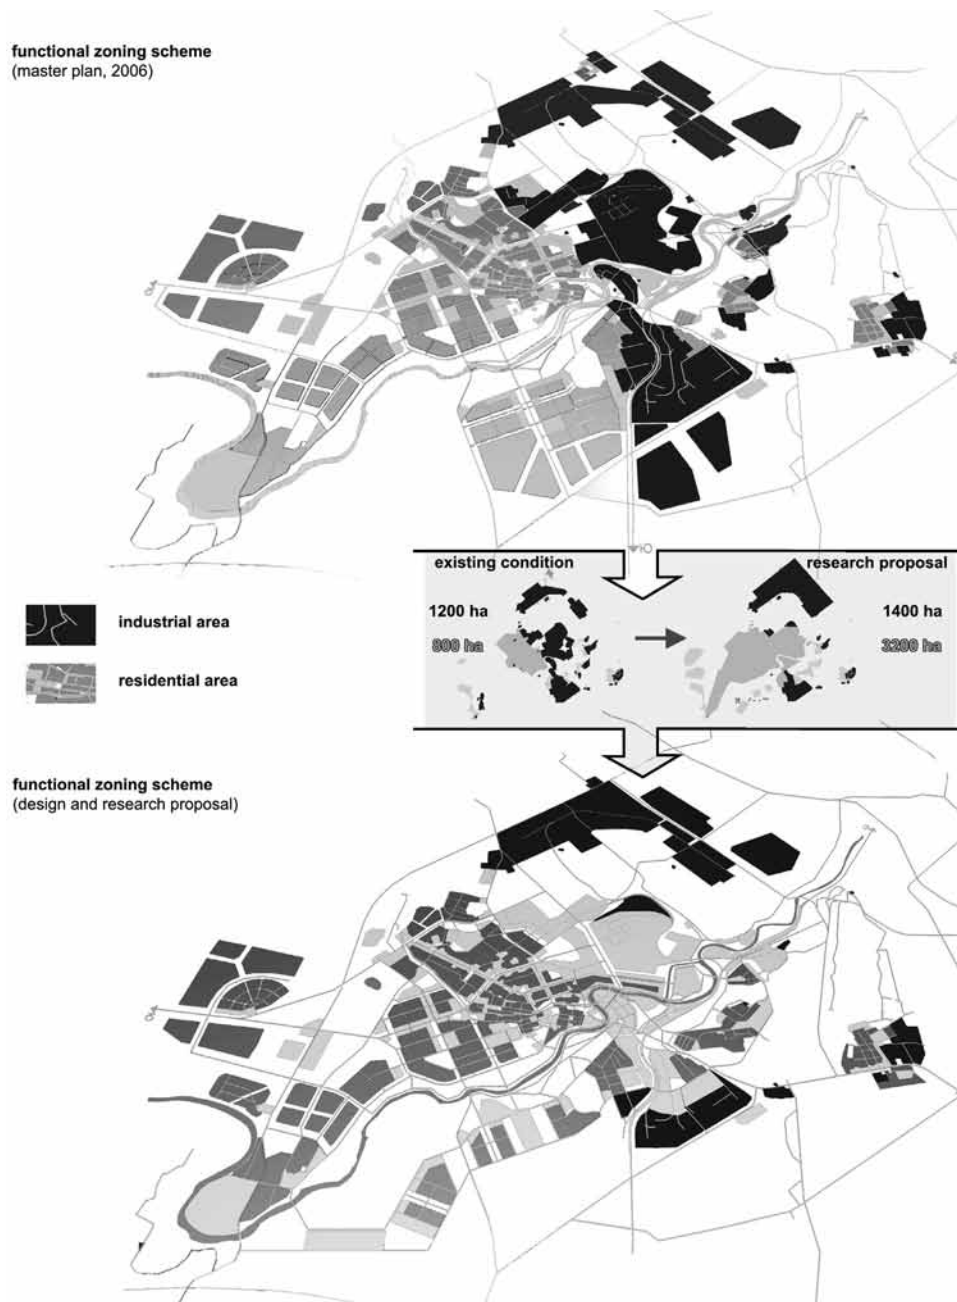 functional zoning scheme
(master plan, 2006)
existing condition
research proposal
1200 ha
1400 ha
800 ha
3200 ha
industrial area
residential area
functional zoning scheme
(design and research proposal)